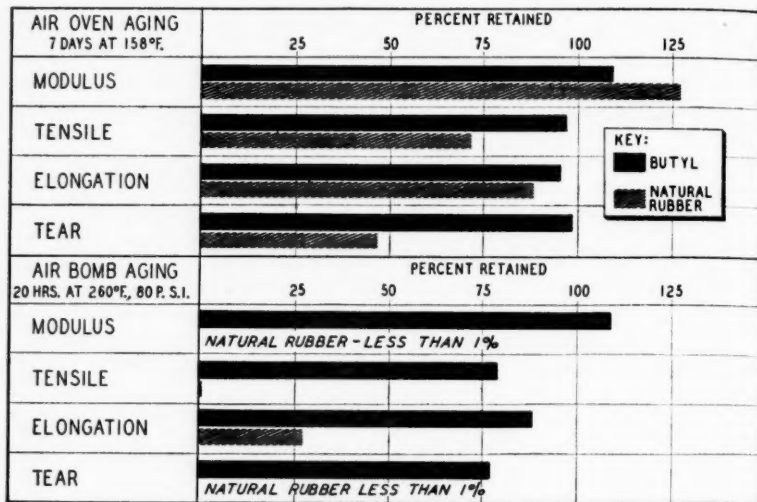 AIR OVEN AGING
7 DAYS AT 158°F.
PERCENT RETAINED
25 50 75 100 125
MODULUS
TENSILE
ELONGATION
TEAR
KEY:
BUTYL
NATURAL
RUBBER
AIR BOMB AGING
20 HRS. AT 260°F., 80 P.S.I.
PERCENT RETAINED
25 50 75 100 125
MODULUS
NATURAL RUBBER - LESS THAN 1%
TENSILE
ELONGATION
TEAR
NATURAL RUBBER LESS THAN 1%